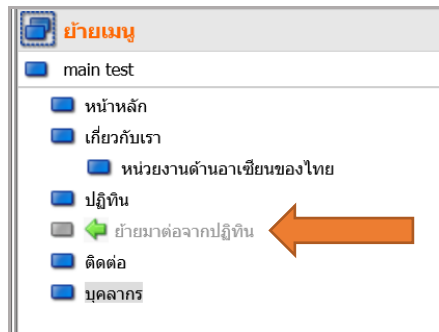 ย้ายเมนู
main test
หน้าหลัก
เกี่ยวกับเรา
หน่วยงานด้านอาเซียนของไทย
ปฏิทิน
ย้ายมาต่อจากปฏิทิน
ติดต่อ
บุคลากร